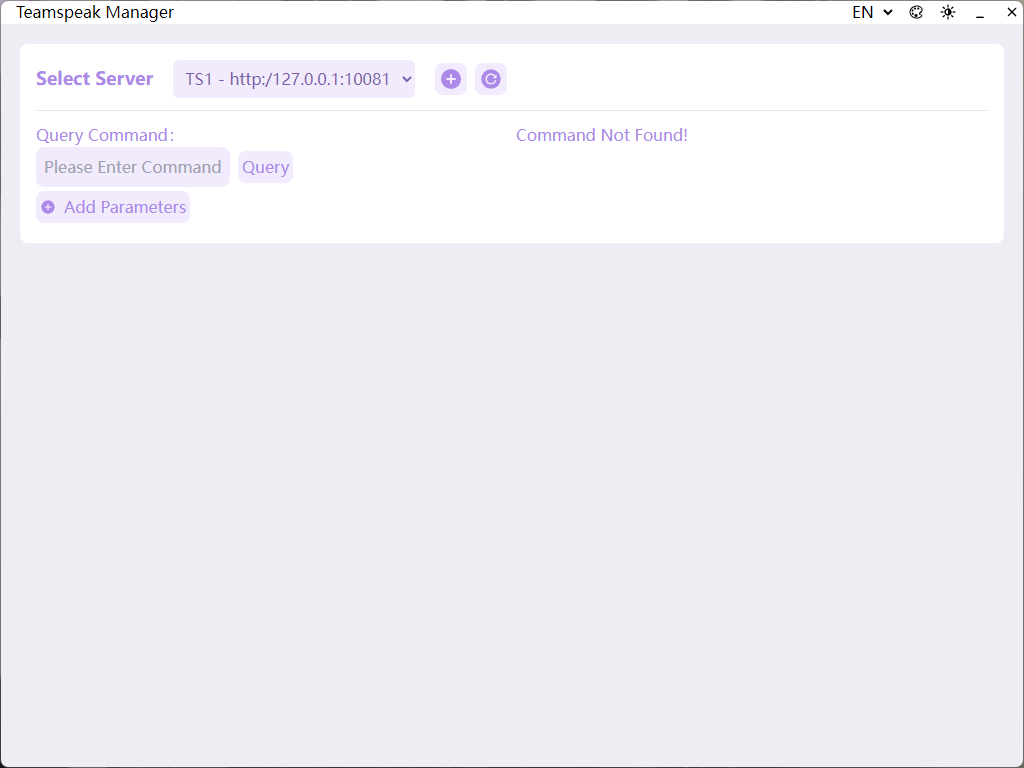 Teamspeak Manager EN
Select Server TS1 - http:/127.0.0.1:10081
Query Command: Command Not Found!
Please Enter Command Query
Add Parameters